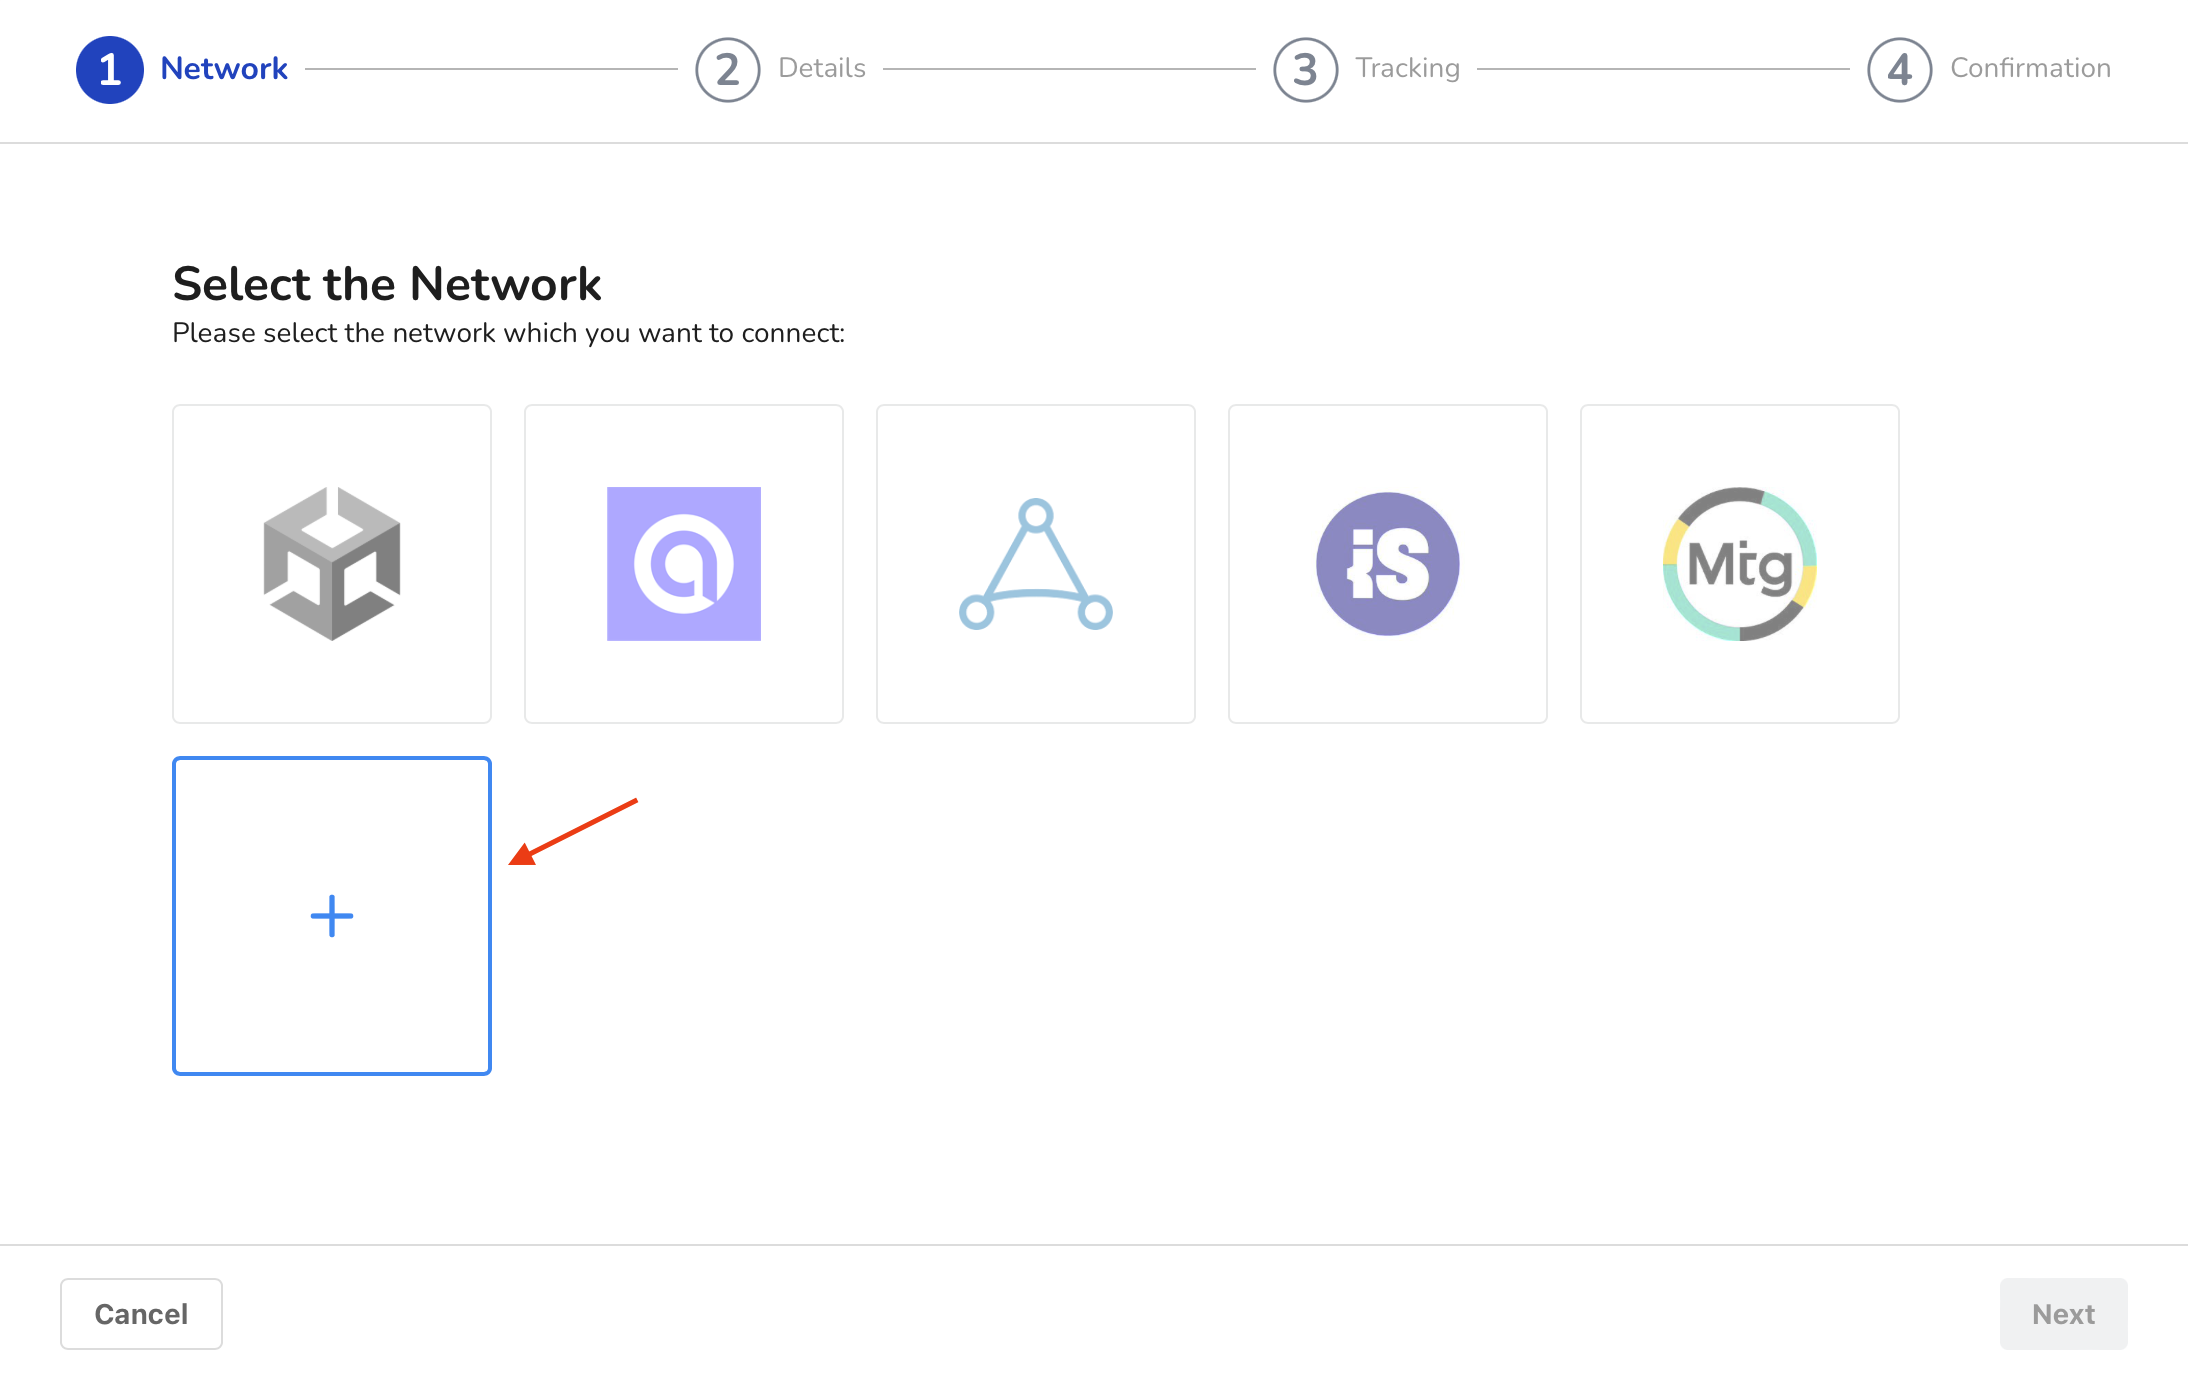 1 Network 2 Details 3 Tracking 4 Confirmation
Select the Network
Please select the network which you want to connect:
iS Mtg
Cancel Next